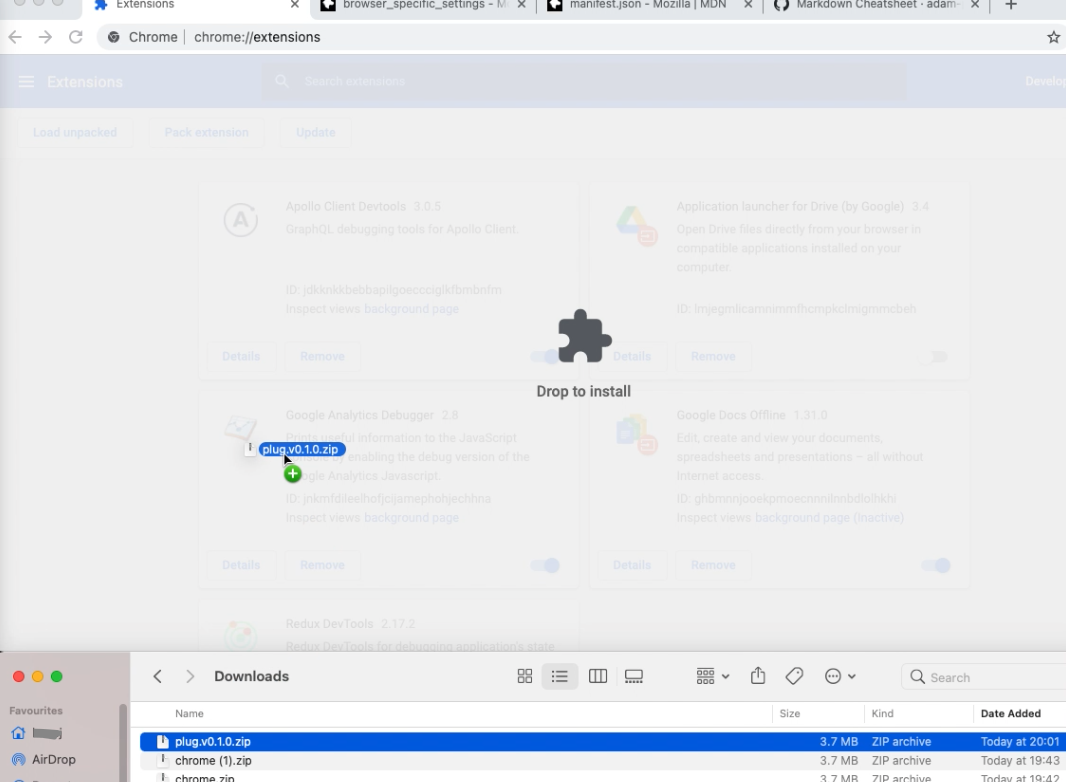 Extensions
browser_specific_settings - M
manifest.json - Mozilla | MDN
Markdown Cheatsheet · adam-
Chrome | chrome://extensions
Extensions
Search extensions
Develop
Load unpacked
Pack extension
Update
Apollo Client Devtools 3.0.5
GraphQL debugging tools for Apollo Client.
Inspect views background page
Details
Remove
Application launcher for Drive (by Google) 3.4
Open Drive files directly from your browser in
compatible applications installed on your
computer.
ID: lmjegmlicamnimmfhcmpkclmigmmcbeh
Details
Remove
Drop to install
Google Analytics Debugger 2.8
Prints useful information to the JavaScript
by enabling the debug version of the
Analytics Javascript.
ID: jnkmfdileelhofjcijamephohjechhna
Inspect views background page
Details
Remove
plug.v0.1.0.zip
Google Docs Offline 1.31.0
Edit, create and view your documents,
spreadsheets and presentations – all without
internet access.
ID: ghbmnnjooekpmoecnnnilnnbdlolhkhi
Inspect views background page (Inactive)
Details
Remove
Redux DevTools 2.17.2
Redux DevTools for debugging application's state
Downloads
Search
Favourites
AirDrop
Name
Size
Kind
Date Added
plug.v0.1.0.zip 3.7 MB ZIP archive Today at 20:01
chrome (1).zip 3.7 MB ZIP archive Today at 19:43
chrome.zip 3.7 MB ZIP archive Today at 19:42